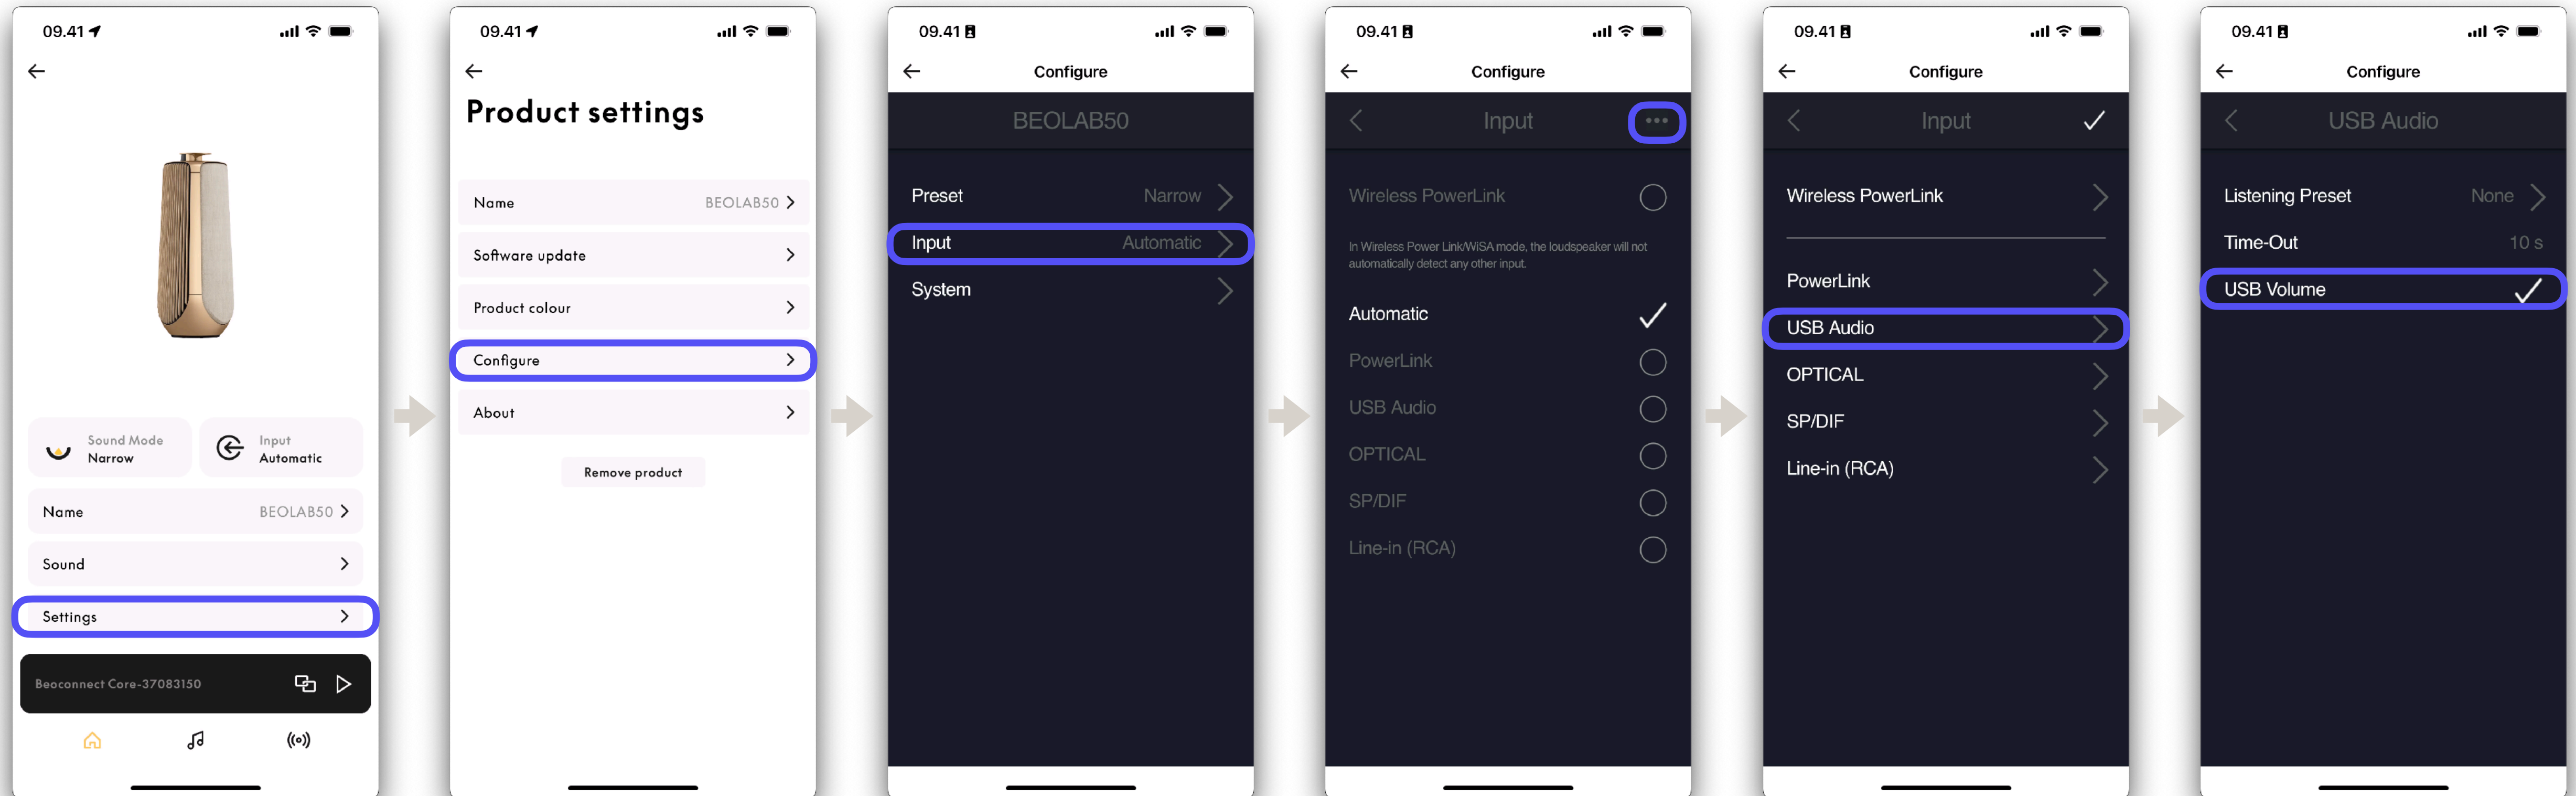 09.41
Sound Mode
Narrow
Input
Automatic
Name BEOLAB50
Sound
Settings
Beoconnect Core-37083150
09.41
Product settings
Name BEOLAB50
Software update
Product colour
Configure
About
Remove product
09.41
Configure
BEOLAB50
Preset Narrow
Input Automatic
System
09.41
Configure
Input
Wireless PowerLink
In Wireless Power Link/WiSA mode, the loudspeaker will not
automatically detect any other input.
Automatic
PowerLink
USB Audio
OPTICAL
SP/DIF
Line-in (RCA)
09.41
Configure
Input
Wireless PowerLink
PowerLink
USB Audio
OPTICAL
SP/DIF
Line-in (RCA)
09.41
Configure
USB Audio
Listening Preset None
Time-Out 10 s
USB Volume